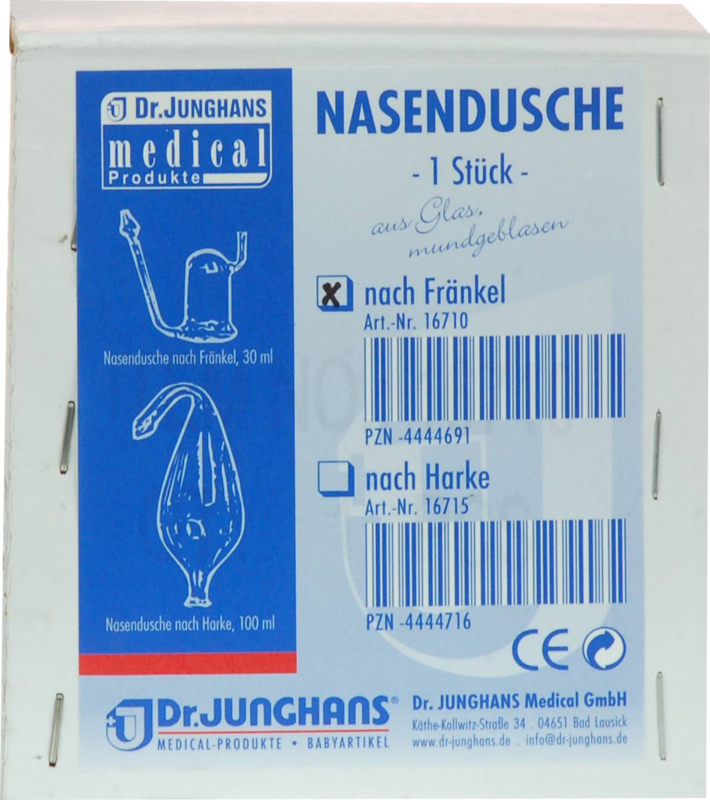 Dr.JUNGHANS
medical
Produkte
Nasendusche nach Fränkel, 30 ml
Nasendusche nach Harke, 100 ml
NASENDUSCHE
- 1 Stück -
aus Glas,
mundgeblasen
x nach Fränkel
Art.-Nr. 16710
PZN -4444691
nach Harke
Art.-Nr. 16715
PZN -4444716
CE
Dr.JUNGHANS®
MEDICAL-PRODUKTE • BABYARTIKEL
Dr. JUNGHANS Medical GmbH
Käthe-Kollwitz-Straße 34 . 04651 Bad Lausick
www.dr-junghans.de . info@dr-junghans.de